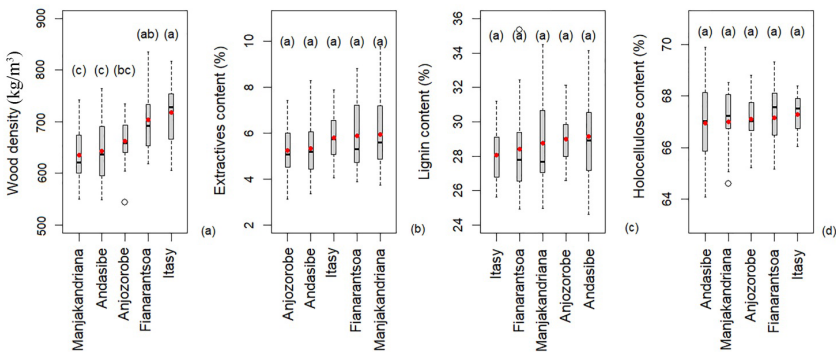 Wood density (kg/m³)
900
800
700
600
500
(c) (c) (bc) (ab) (a)
Manjakandriana
Andasibe
Anjozorobe
Fianarantsoa
Itasy
(a)
Extractives content (%)
10
8
6
4
2
(a) (a) (a) (a) (a)
Anjozorobe
Andasibe
Itasy
Fianarantsoa
Manjakandriana
(b)
Lignin content (%)
36
34
32
30
28
26
24
(a) (a) (a) (a) (a)
Itasy
Fianarantsoa
Manjakandriana
Anjozorobe
Andasibe
(c)
Holocellulose content (%)
70
68
66
64
(a) (a) (a) (a) (a)
Andasibe
Manjakandriana
Anjozorobe
Fianarantsoa
Itasy
(d)